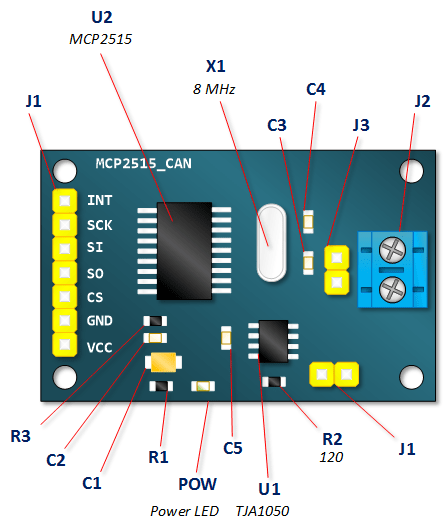 U2
MCP2515
X1
8 MHz
C4
J1
C3
J3
J2
MCP2515_CAN
INT
SCK
SI
SO
CS
GND
VCC
R3
C2
C1
R1
POW
Power LED
C5
U1
TJA1050
R2
120
J1